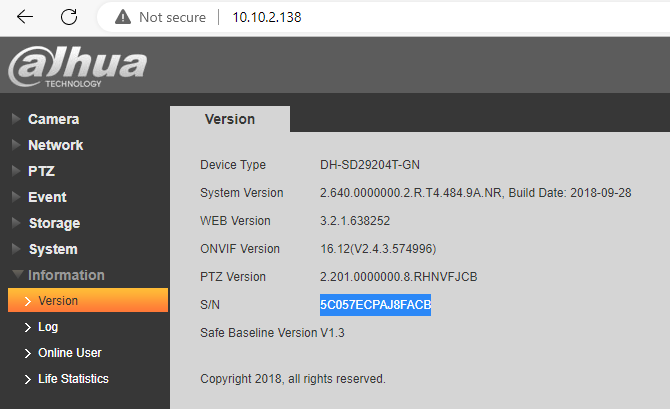 Not secure | 10.10.2.138
alhua
TECHNOLOGY
Camera
Network
PTZ
Event
Storage
System
Information
Version
Log
Online User
Life Statistics
Version
Device Type DH-SD29204T-GN
System Version 2.640.0000000.2.R.T4.484.9A.NR, Build Date: 2018-09-28
WEB Version 3.2.1.638252
ONVIF Version 16.12(V2.4.3.574996)
PTZ Version 2.201.0000000.8.RHNVFJCB
S/N 5C057ECPAJ8FACB
Safe Baseline Version V1.3
Copyright 2018, all rights reserved.